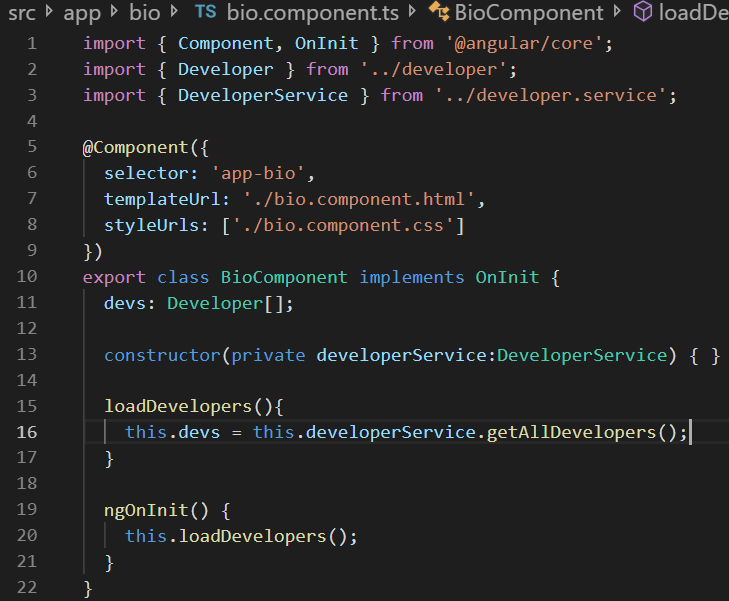 src app bio TS bio.component.ts BioComponent loadDe
1 import { Component, OnInit } from '@angular/core';
2 import { Developer } from '../developer';
3 import { DeveloperService } from '../developer.service';
4
5 @Component({
6   selector: 'app-bio',
7   templateUrl: './bio.component.html',
8   styleUrls: ['./bio.component.css']
9 })
10 export class BioComponent implements OnInit {
11   devs: Developer[];
12
13   constructor(private developerService:DeveloperService) { }
14
15   loadDevelopers(){
16     this.devs = this.developerService.getAllDevelopers();
17   }
18
19   ngOnInit() {
20     this.loadDevelopers();
21   }
22 }